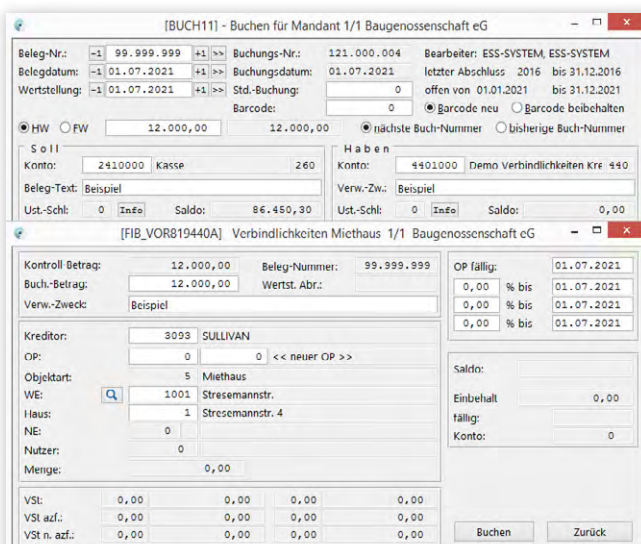 [BUCH11] - Buchen für Mandant 1/1 Baugenossenschaft eG
Beleg-Nr.: -1 99.999.999 +1 >> Buchungs-Nr.: 121.000.004 Bearbeiter: ESS-SYSTEM, ESS-SYSTEM
Belegdatum: -1 01.07.2021 +1 >> Buchungsdatum: 01.07.2021 letzter Abschluss 2016 bis 31.12.2016
Wertstellung: -1 01.07.2021 +1 >> Std.-Buchung: 0 offen von 01.01.2021 bis 31.12.2021
Barcode: 0 Barcode neu Barcode beibehalten
HW FW 12.000,00 12.000,00 nächste Buch-Nummer bisherige Buch-Nummer
Soll Haben
Konto: 2410000 Kasse 260 Konto: 4401000 Demo Verbindlichkeiten Kre 440
Beleg-Text: Beispiel Verw.-Zw.: Beispiel
Ust.-Schl: 0 Info Saldo: 86.450,30 Ust.-Schl: 0 Info Saldo: 0,00
[FIB_VOR819440A] Verbindlichkeiten Miethaus 1/1 Baugenossenschaft eG
Kontroll-Betrag: 12.000,00 Beleg-Nummer: 99.999.999 OP fällig: 01.07.2021
Buch.-Betrag: 12.000,00 Wertst. Abr.: 0,00 % bis 01.07.2021
0,00 % bis 01.07.2021
Verw.-Zweck: Beispiel 0,00 % bis 01.07.2021
Kreditor: 3093 SULLIVAN
OP: 0 0 << neuer OP >>
Objektart: 5 Miethaus Saldo:
WE: 1001 Stresemannstr. Einbehalt 0,00
Haus: 1 Stresemannstr. 4 fällig:
NE: 0 Konto: 0
Nutzer: 0
Menge: 0,00
VSt: 0,00 0,00 0,00 0,00
VSt azf.: 0,00 0,00 0,00 0,00
VSt n. azf.: 0,00 0,00 0,00 0,00 Buchen Zurück